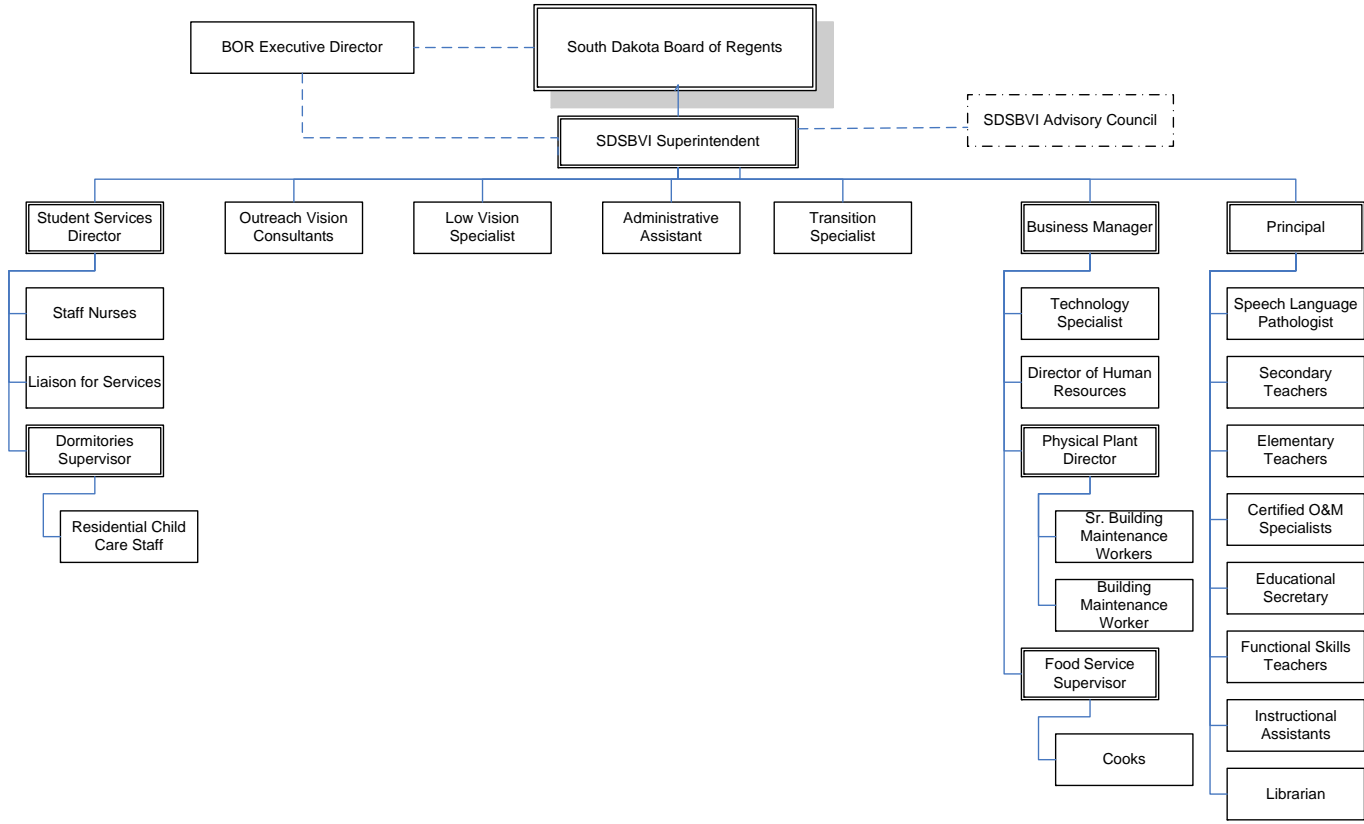 BOR Executive Director
South Dakota Board of Regents
SDSBVI Advisory Council
SDSBVI Superintendent
Student Services
Director
Outreach Vision
Consultants
Low Vision
Specialist
Administrative
Assistant
Transition
Specialist
Business Manager
Principal
Staff Nurses
Liaison for Services
Dormitories
Supervisor
Residential Child
Care Staff
Technology
Specialist
Director of Human
Resources
Physical Plant
Director
Sr. Building
Maintenance
Workers
Building
Maintenance
Worker
Food Service
Supervisor
Cooks
Speech Language
Pathologist
Secondary
Teachers
Elementary
Teachers
Certified O&M
Specialists
Educational
Secretary
Functional Skills
Teachers
Instructional
Assistants
Librarian